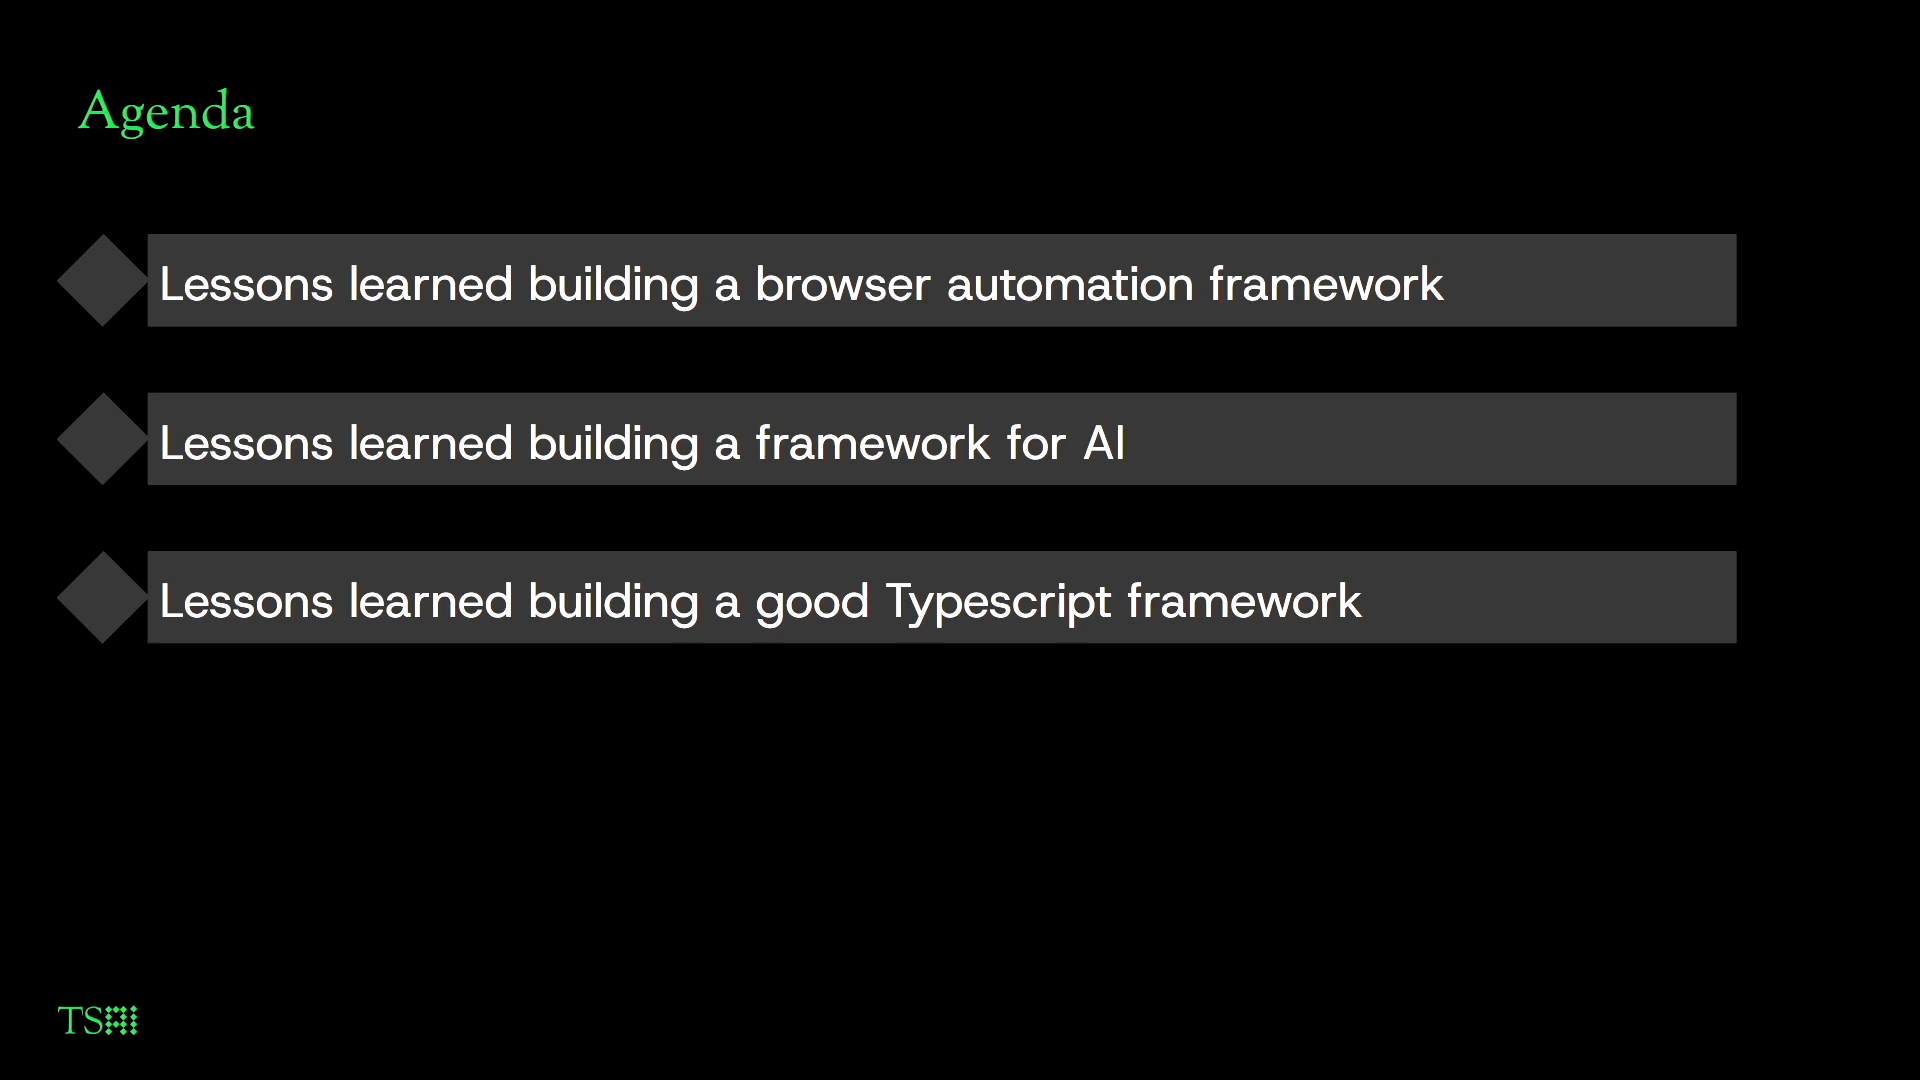 Agenda
Lessons learned building a browser automation framework
Lessons learned building a framework for AI
Lessons learned building a good Typescript framework
TSAI